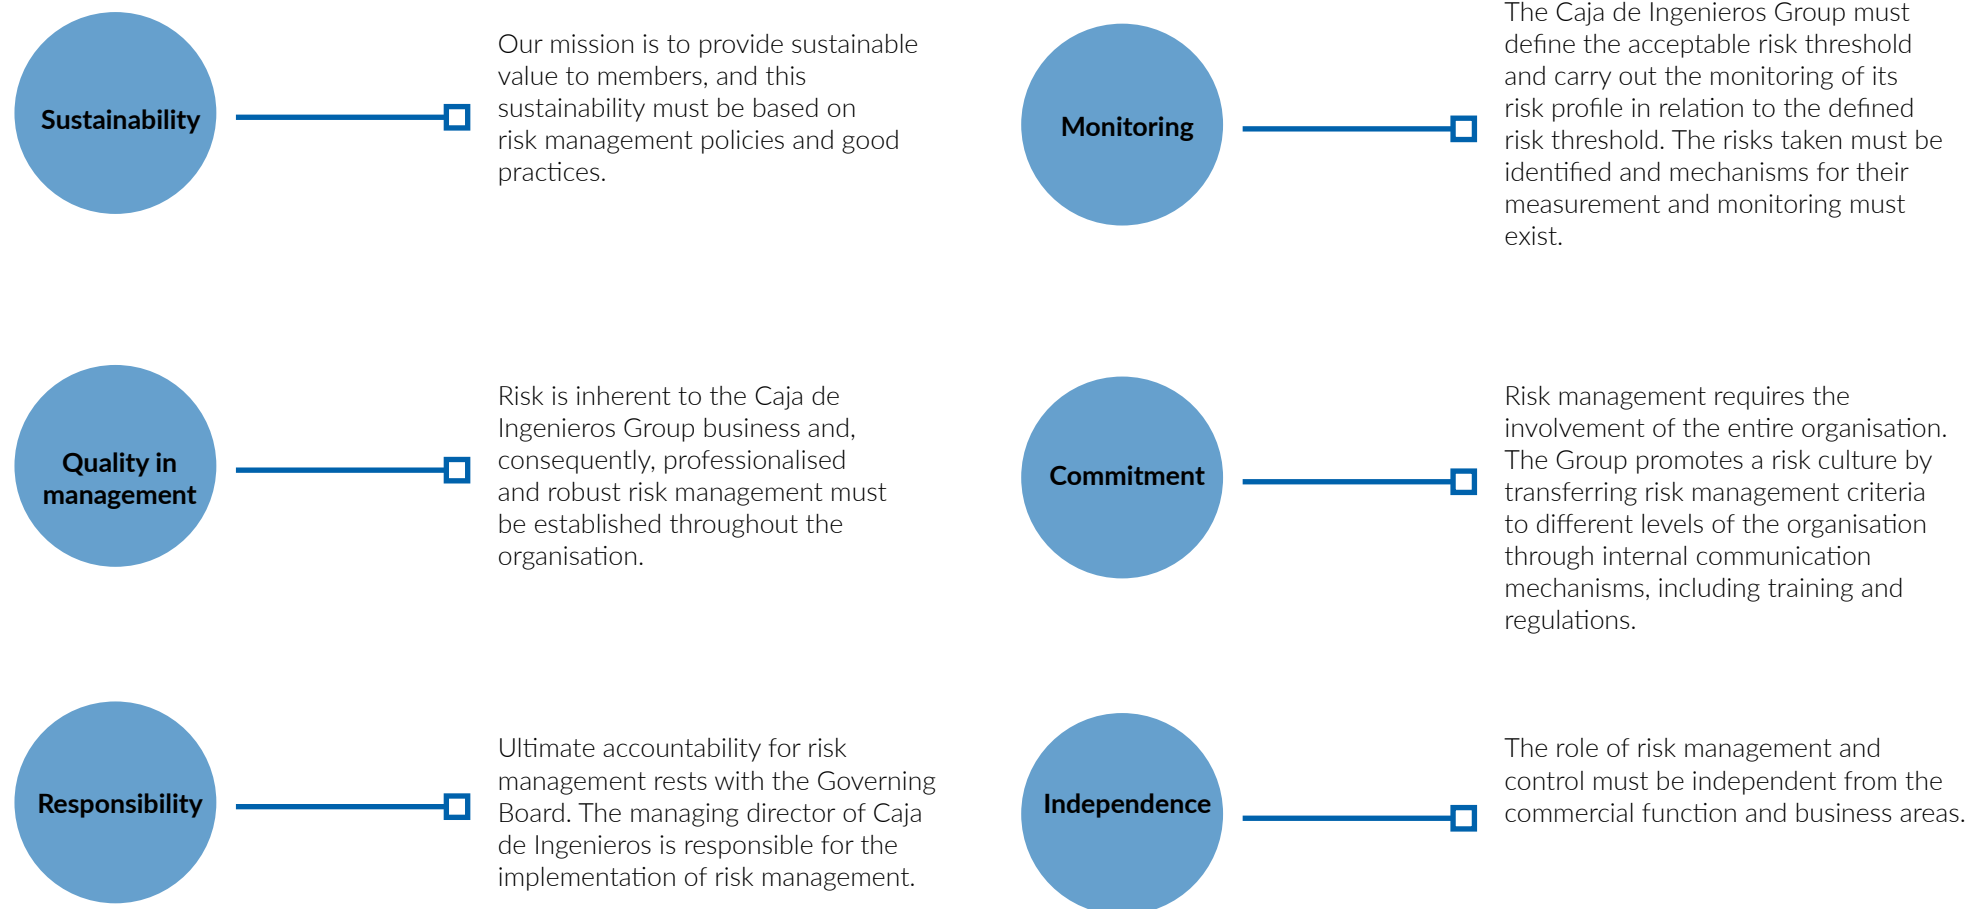 Sustainability
Our mission is to provide sustainable
value to members, and this
sustainability must be based on
risk management policies and good
practices.
Monitoring
The Caja de Ingenieros Group must
define the acceptable risk threshold
and carry out the monitoring of its
risk profile in relation to the defined
risk threshold. The risks taken must be
identified and mechanisms for their
measurement and monitoring must
exist.
Quality in
management
Risk is inherent to the Caja de
Ingenieros Group business and,
consequently, professionalised
and robust risk management must
be established throughout the
organisation.
Commitment
Risk management requires the
involvement of the entire organisation.
The Group promotes a risk culture by
transferring risk management criteria
to different levels of the organisation
through internal communication
mechanisms, including training and
regulations.
Responsibility
Ultimate accountability for risk
management rests with the Governing
Board. The managing director of Caja
de Ingenieros is responsible for the
implementation of risk management.
Independence
The role of risk management and
control must be independent from the
commercial function and business areas.